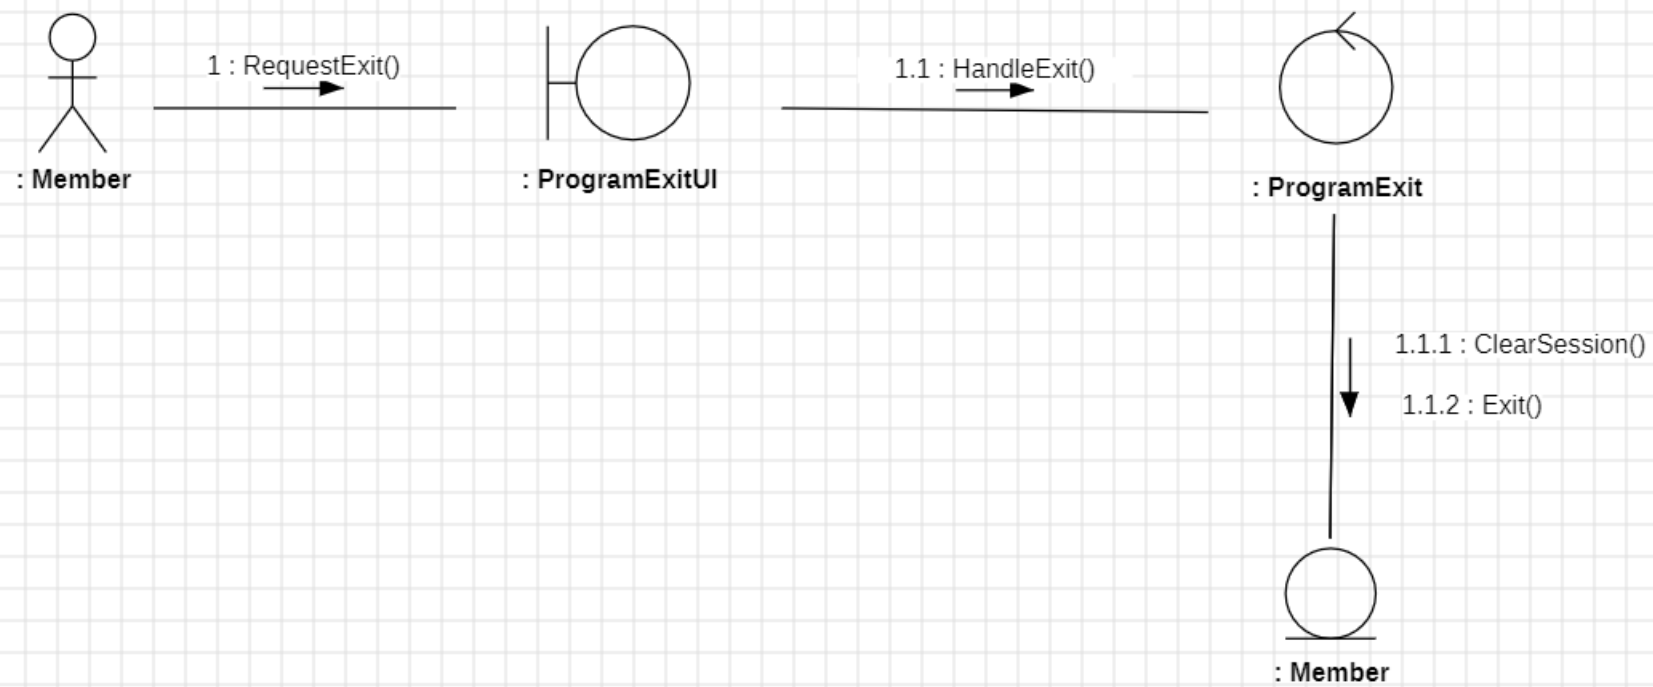 1 : RequestExit()
1.1 : HandleExit()
: Member
: ProgramExitUI
: ProgramExit
1.1.1 : ClearSession()
1.1.2 : Exit()
: Member